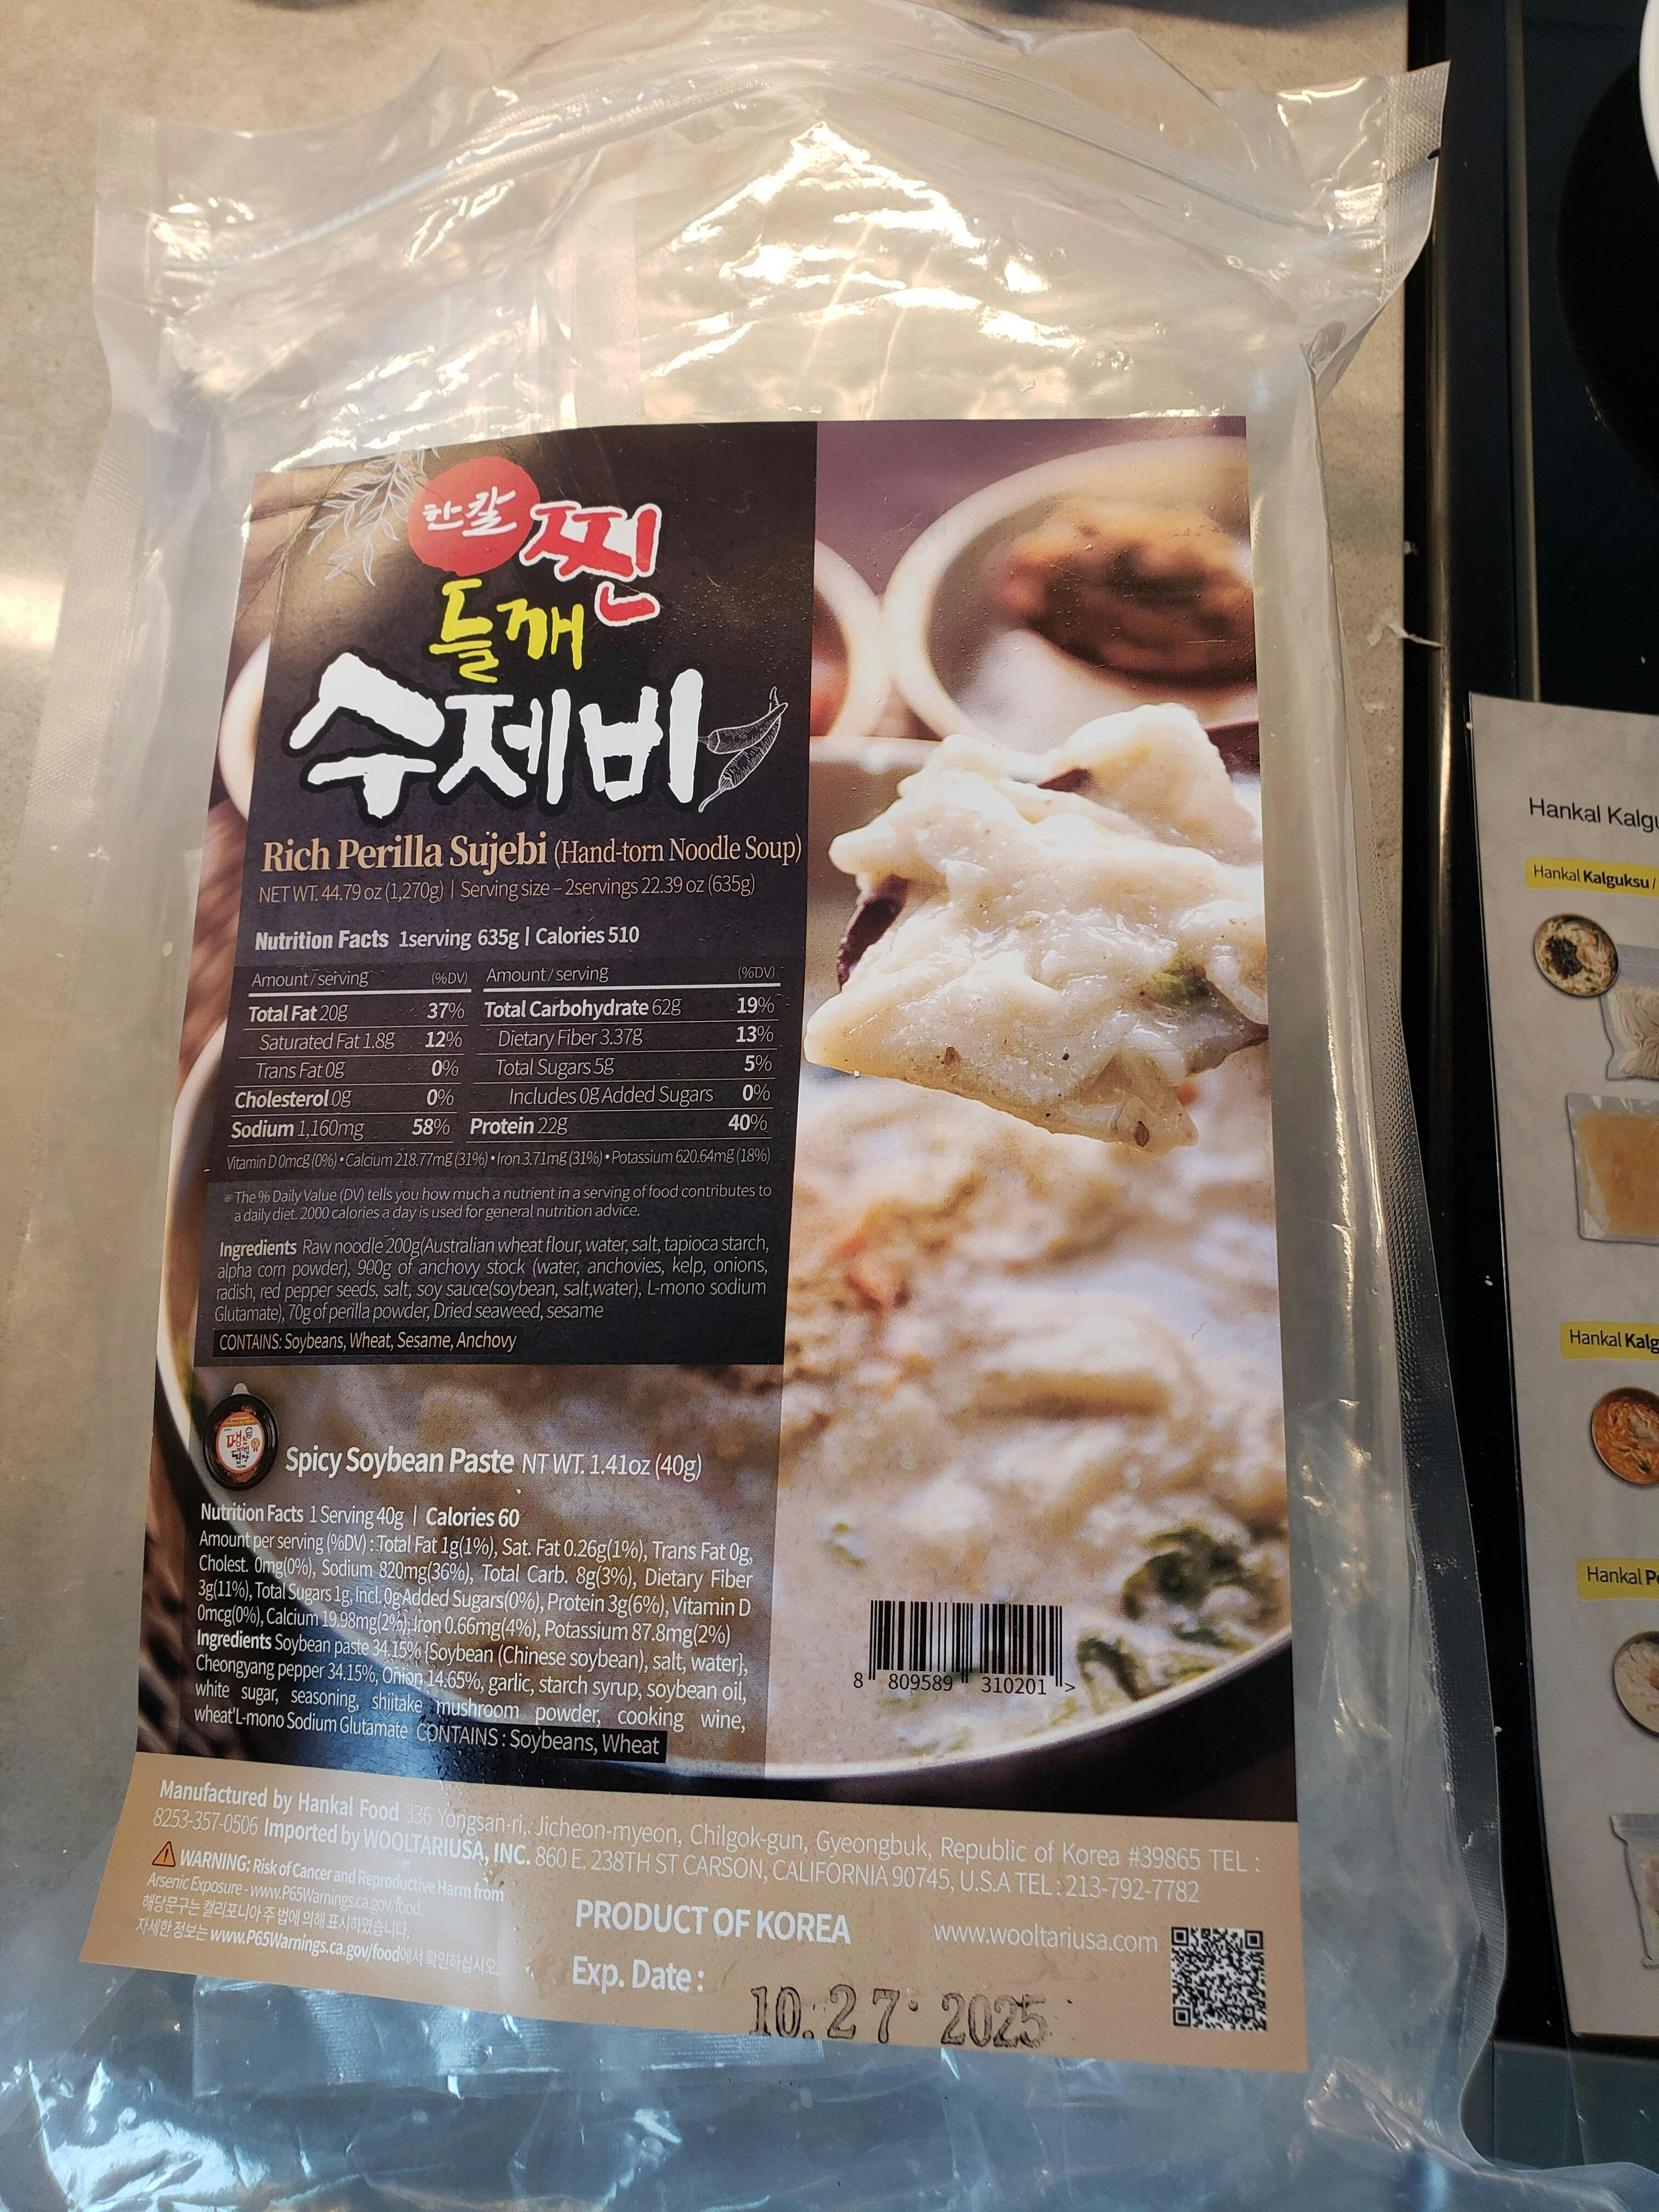 한칼
찐
들깨
수제비
Rich Perilla Sujebi (Hand-torn Noodle Soup)
NET WT. 44.79 oz (1,270g) | Serving size – 2servings 22.39 oz (635g)
Nutrition Facts 1serving 635g | Calories 510
Amount/serving (%DV) Amount/serving (%DV)
Total Fat 20g 37% Total Carbohydrate 62g 19%
Saturated Fat 1.8g 12% Dietary Fiber 3.37g 13%
Trans Fat 0g 0% Total Sugars 5g 5%
Cholesterol 0g 0% Includes 0g Added Sugars 0%
Sodium 1,160mg 58% Protein 22g 40%
Vitamin D 0mcg (0%) • Calcium 218.77mg (31%) • Iron 3.71mg (31%) • Potassium 620.64mg (18%)
* The % Daily Value (DV) tells you how much a nutrient in a serving of food contributes to
a daily diet. 2000 calories a day is used for general nutrition advice.
Ingredients Raw noodle 200g(Australian wheat flour, water, salt, tapioca starch,
alpha corn powder), 900g of anchovy stock (water, anchovies, kelp, onions,
radish, red pepper seeds, salt, soy sauce(soybean, salt,water), L-mono sodium
Glutamate), 70g of perilla powder, Dried seaweed, sesame
CONTAINS: Soybeans, Wheat, Sesame, Anchovy
Spicy Soybean Paste NT WT. 1.41oz (40g)
Nutrition Facts 1 Serving 40g | Calories 60
Amount per serving (%DV) : Total Fat 1g(1%), Sat. Fat 0.26g(1%), Trans Fat 0g,
Cholest. 0mg(0%), Sodium 820mg(36%), Total Carb. 8g(3%), Dietary Fiber
3g(11%), Total Sugars 1g, Incl. 0g Added Sugars(0%), Protein 3g(6%), Vitamin D
0mcg(0%), Calcium 19.98mg(2%), Iron 0.66mg(4%), Potassium 87.8mg(2%)
Ingredients Soybean paste 34.15% [Soybean (Chinese soybean), salt, water],
Cheongyang pepper 34.15%, Onion 14.65%, garlic, starch syrup, soybean oil,
white sugar, seasoning, shiitake mushroom powder, cooking wine,
wheat'L-mono Sodium Glutamate CONTAINS : Soybeans, Wheat
8 809589 310201 >
Manufactured by Hankal Food 336 Yongsan-ri, Jicheon-myeon, Chilgok-gun, Gyeongbuk, Republic of Korea #39865 TEL :
8253-357-0506 Imported by WOOLTARIUSA, INC. 860 E. 238TH ST CARSON, CALIFORNIA 90745, U.S.A TEL : 213-792-7782
WARNING: Risk of Cancer and Reproductive Harm from
Arsenic Exposure - www.P65Warnings.ca.gov/food.
해당문구는 캘리포니아주 법에 의해 표시하였습니다.
자세한 정보는 www.P65Warnings.ca.gov/food에서 확인하십시오.
PRODUCT OF KOREA
www.wooltariusa.com
Exp. Date :
10. 27. 2025
Hankal
Hankal Kalguksu /
Hankal
Hankal